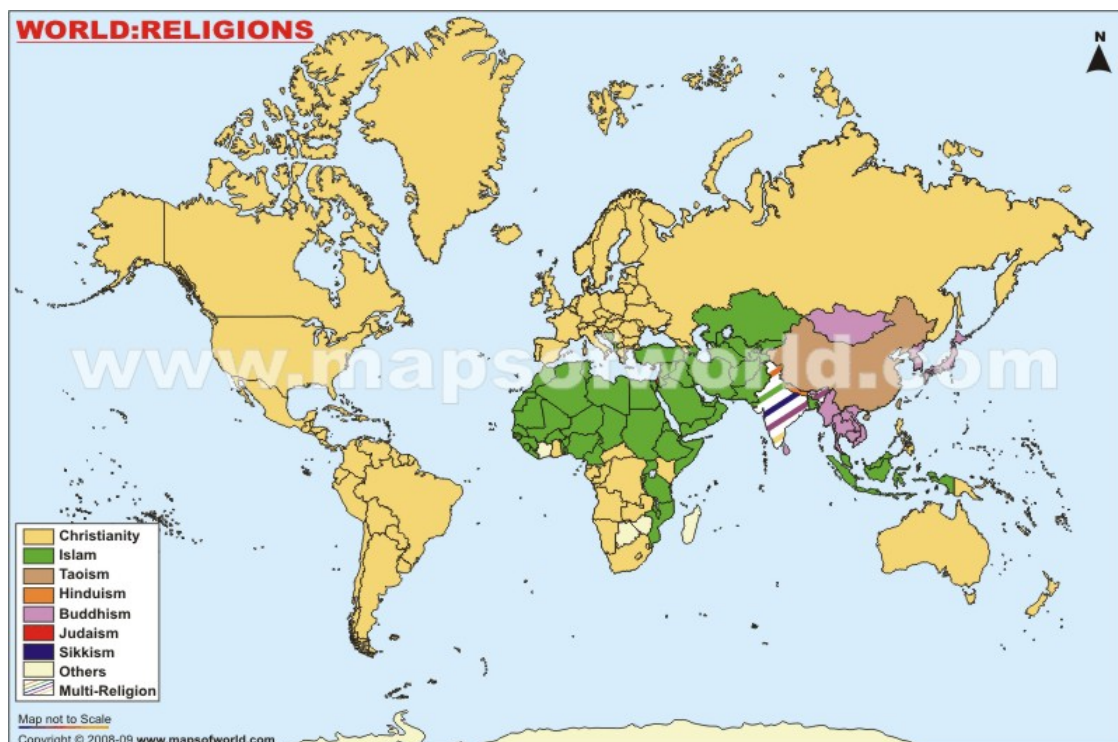 WORLD:RELIGIONS
N
www.mapsofworld.com
Christianity
Islam
Taoism
Hinduism
Buddhism
Judaism
Sikkism
Others
Multi-Religion
Map not to Scale
Copyright © 2008-09 www.mapsofworld.com